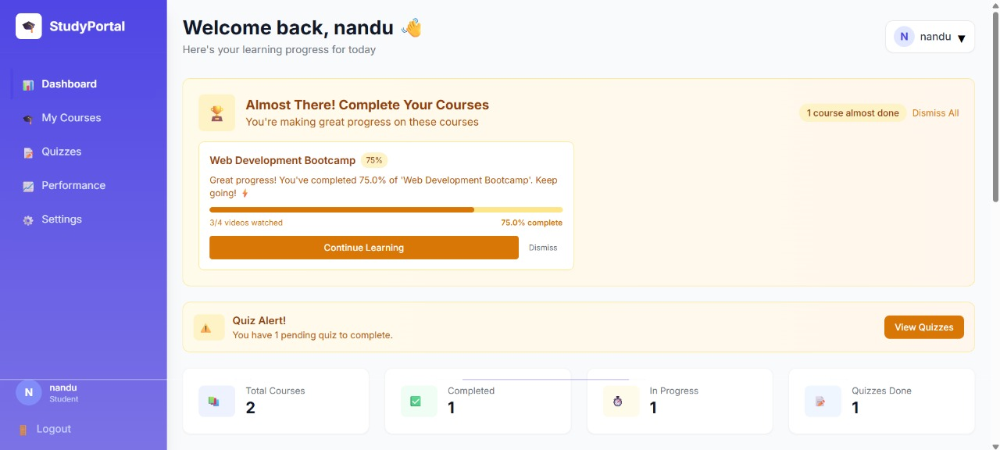 StudyPortal
Dashboard
My Courses
Quizzes
Performance
Settings
N
nandu
Student
Logout
Welcome back, nandu 👋
Here's your learning progress for today
N nandu ▼
Almost There! Complete Your Courses
You're making great progress on these courses
1 course almost done Dismiss All
Web Development Bootcamp 75%
Great progress! You've completed 75.0% of 'Web Development Bootcamp'. Keep
going! ⚡
3/4 videos watched 75.0% complete
Continue Learning Dismiss
Quiz Alert!
You have 1 pending quiz to complete.
View Quizzes
Total Courses
2
Completed
1
In Progress
1
Quizzes Done
1